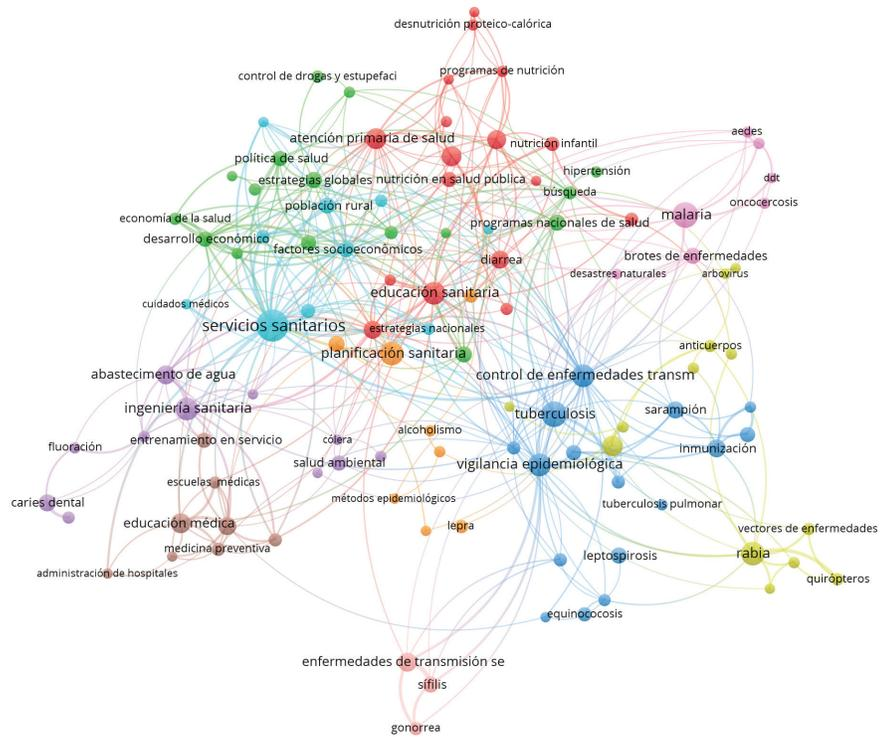 desnutrición proteico-calórica
programas de nutrición
control de drogas y estupefaci
aedes
atención primaria de salud
nutrición infantil
política de salud
hipertensión
ddt
estrategias globales
nutrición en salud pública
búsqueda
oncocercosis
población rural
malaria
economía de la salud
programas nacionales de salud
desarrollo económico
factores socioeconômicos
diarrea
brotes de enfermedades
desastres naturales
arbovirus
educación sanitaria
cuidados médicos
servicios sanitarios
estrategias nacionales
anticuerpos
planificación sanitaria
abastecimento de agua
control de enfermedades transm
ingeniería sanitaria
tuberculosis
sarampión
alcoholismo
entrenamiento en servicio
cólera
fluoración
inmunización
salud ambiental
vigilancia epidemiológica
escuelas médicas
métodos epidemiológicos
caries dental
tuberculosis pulmonar
educación médica
lepra
vectores de enfermedades
medicina preventiva
leptospirosis
rabia
administración de hospitales
quirópteros
equinococosis
enfermedades de transmisión se
sífilis
gonorrea